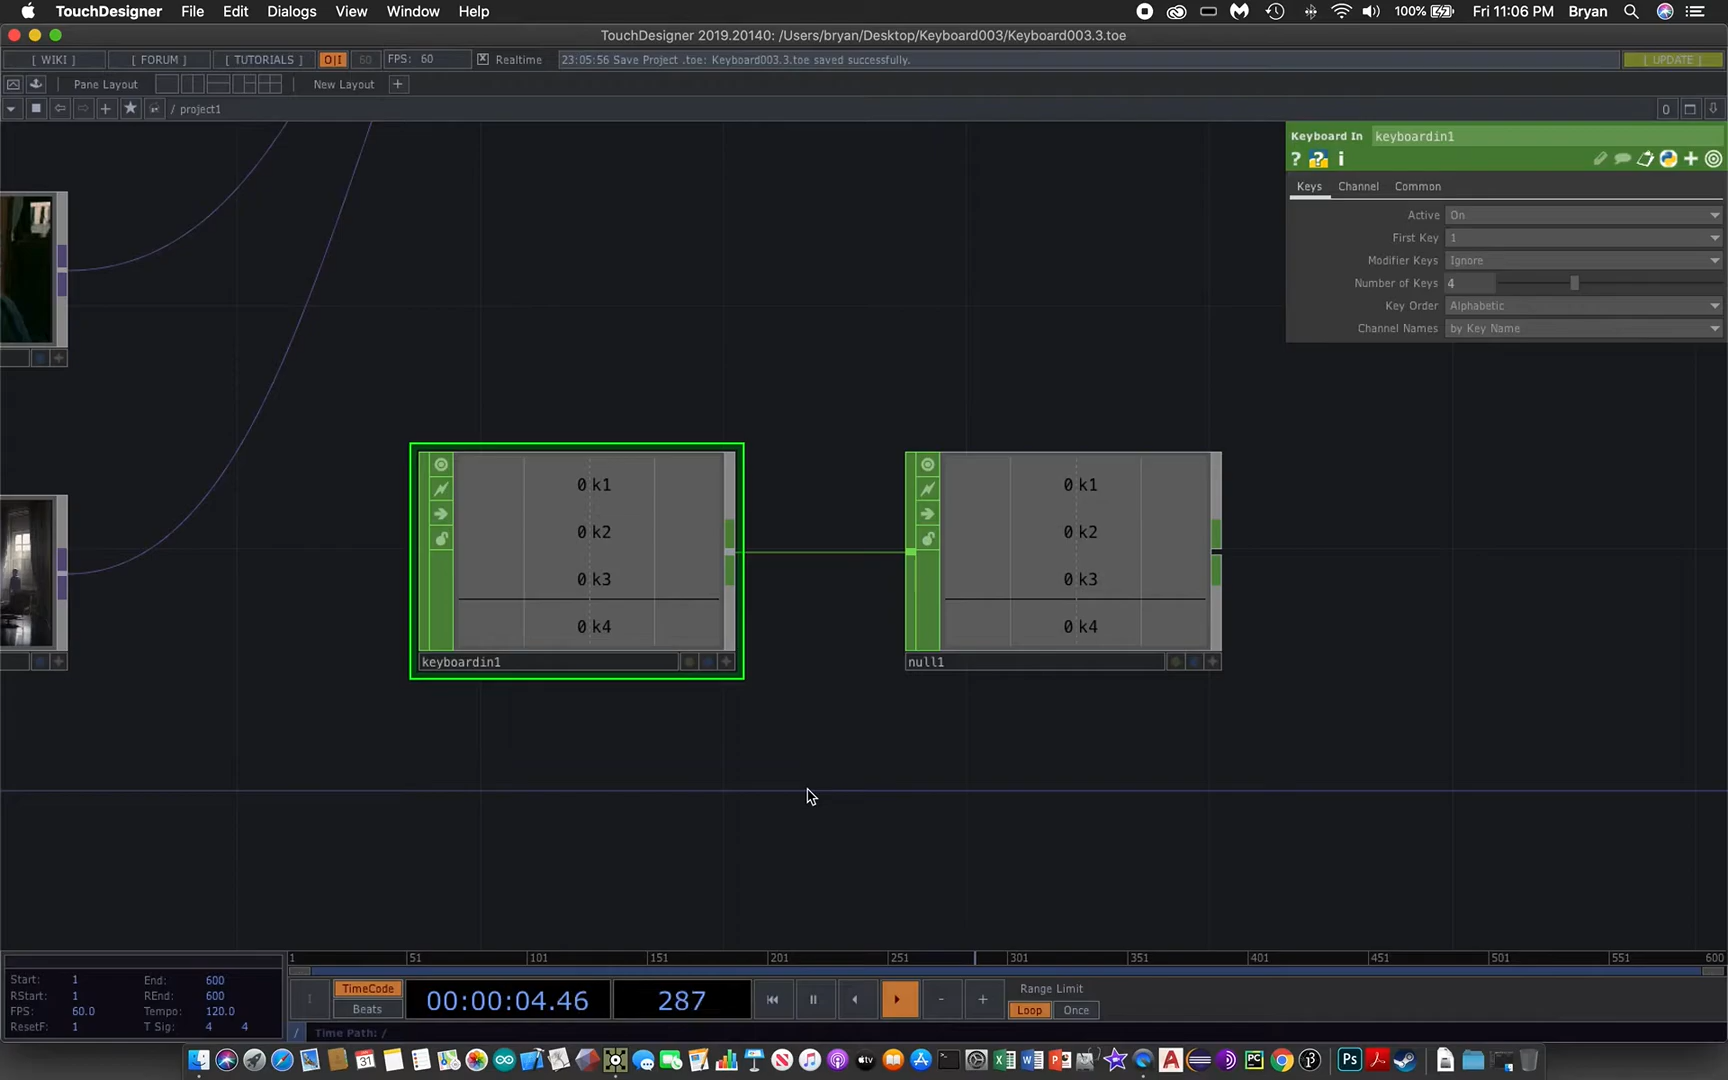 TouchDesigner File Edit Dialogs View Window Help 100% Fri 11:06 PM Bryan
TouchDesigner 2019.20140: /Users/bryan/Desktop/Keyboard003/Keyboard003.3.toe
[ WIKI ] [ FORUM ] [ TUTORIALS ] O|I 60 FPS: 60 Realtime 23:05:56 Save Project .toe: Keyboard003.3.toe saved successfully. [ UPDATE ]
Pane Layout New Layout +
/ project1 0
Keyboard In keyboardin1
? ? i
Keys Channel Common
Active On
First Key 1
Modifier Keys Ignore
Number of Keys 4
Key Order Alphabetic
Channel Names by Key Name
0 k1
0 k2
0 k3
0 k4
keyboardin1
0 k1
0 k2
0 k3
0 k4
null1
1 51 101 151 201 251 301 351 401 451 501 551 600
Start: 1 End: 600
RStart: 1 REnd: 600
FPS: 60.0 Tempo: 120.0
ResetF: 1 T Sig: 4 4
TimeCode
Beats
00:00:04.46 287
Range Limit
Loop Once
/ Time Path: /